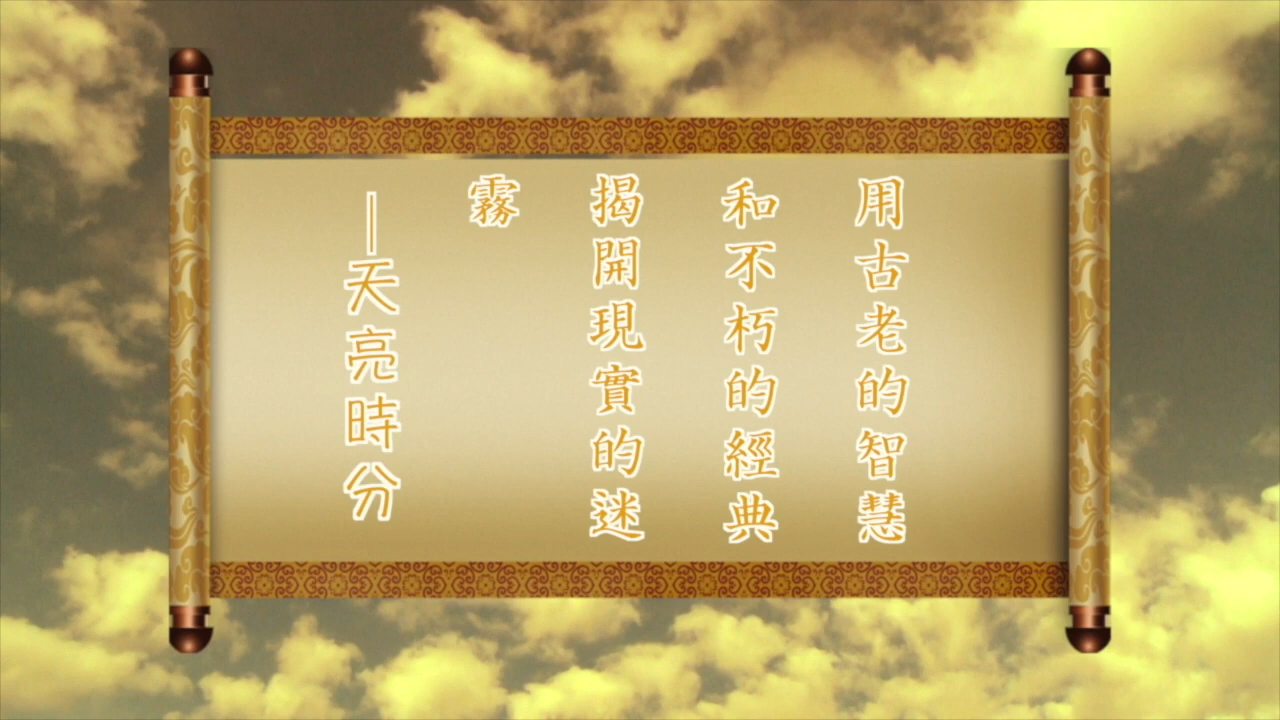 用古老的智慧
和不朽的經典
揭開現實的迷
霧
—天亮時分